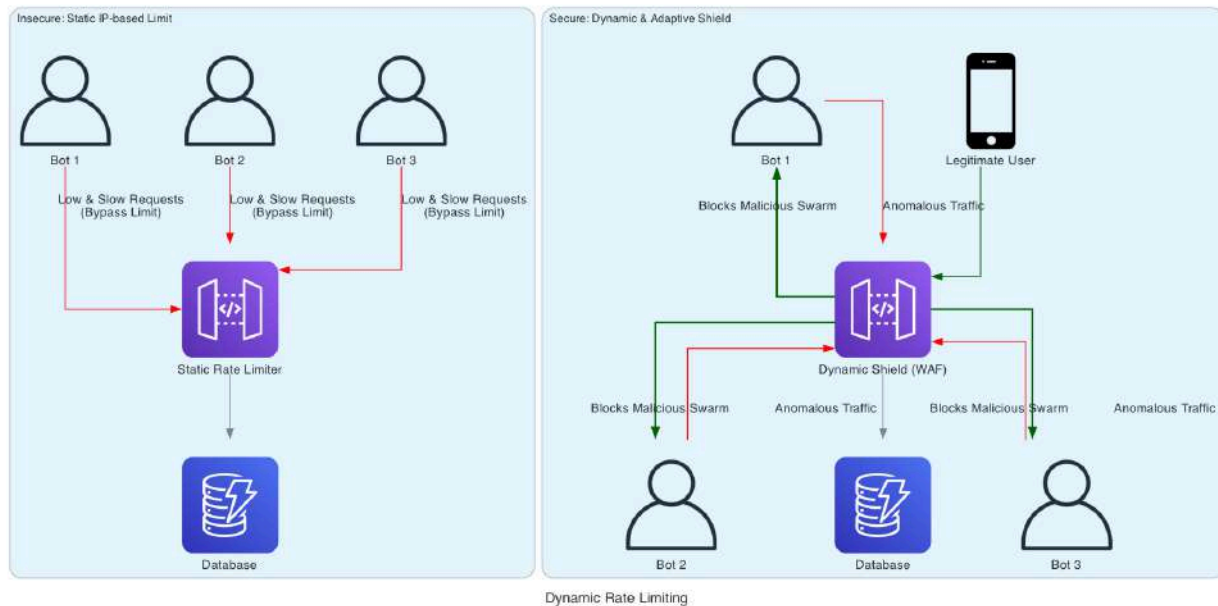 Insecure: Static IP-based Limit
Bot 1
Bot 2
Bot 3
Low & Slow Requests
(Bypass Limit)
Low & Slow Requests
(Bypass Limit)
Low & Slow Requests
(Bypass Limit)
</>
Static Rate Limiter
Database
Secure: Dynamic & Adaptive Shield
Bot 1
Legitimate User
Blocks Malicious Swarm
Anomalous Traffic
</>
Dynamic Shield (WAF)
Blocks Malicious Swarm
Anomalous Traffic
Blocks Malicious Swarm
Anomalous Traffic
Bot 2
Database
Bot 3
Dynamic Rate Limiting